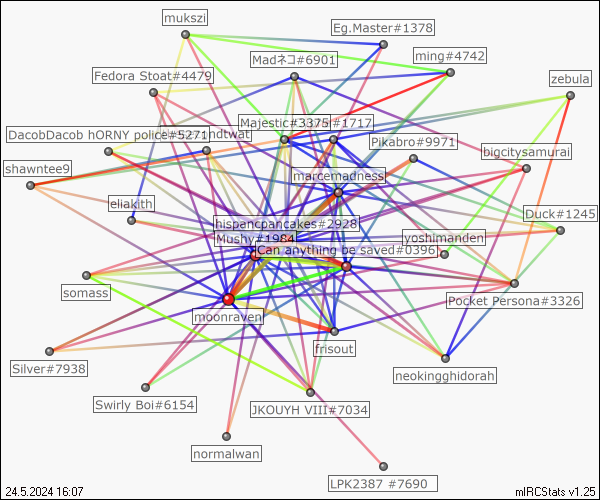 mukszi
Eg.Master#1378
Madネコ#6901
ming#4742
Fedora Stoat#4479
zebula
Majestic#3375
#1717
DacobDacob hORNY police#5271
ndtwat
Pikabro#9971
bigcitysamurai
shawntee9
marcemadness
eliakith
Duck#1245
hispancpancakes#2928
Mushy#1984
yoshimanden
Can anything be saved#0396
somass
Pocket Persona#3326
moonraven
frisout
Silver#7938
neokingghidorah
Swirly Boi#6154
JKOUYH VIII#7034
normalwan
LPK2387 #7690
24.5.2024 16:07
mIRCStats v1.25